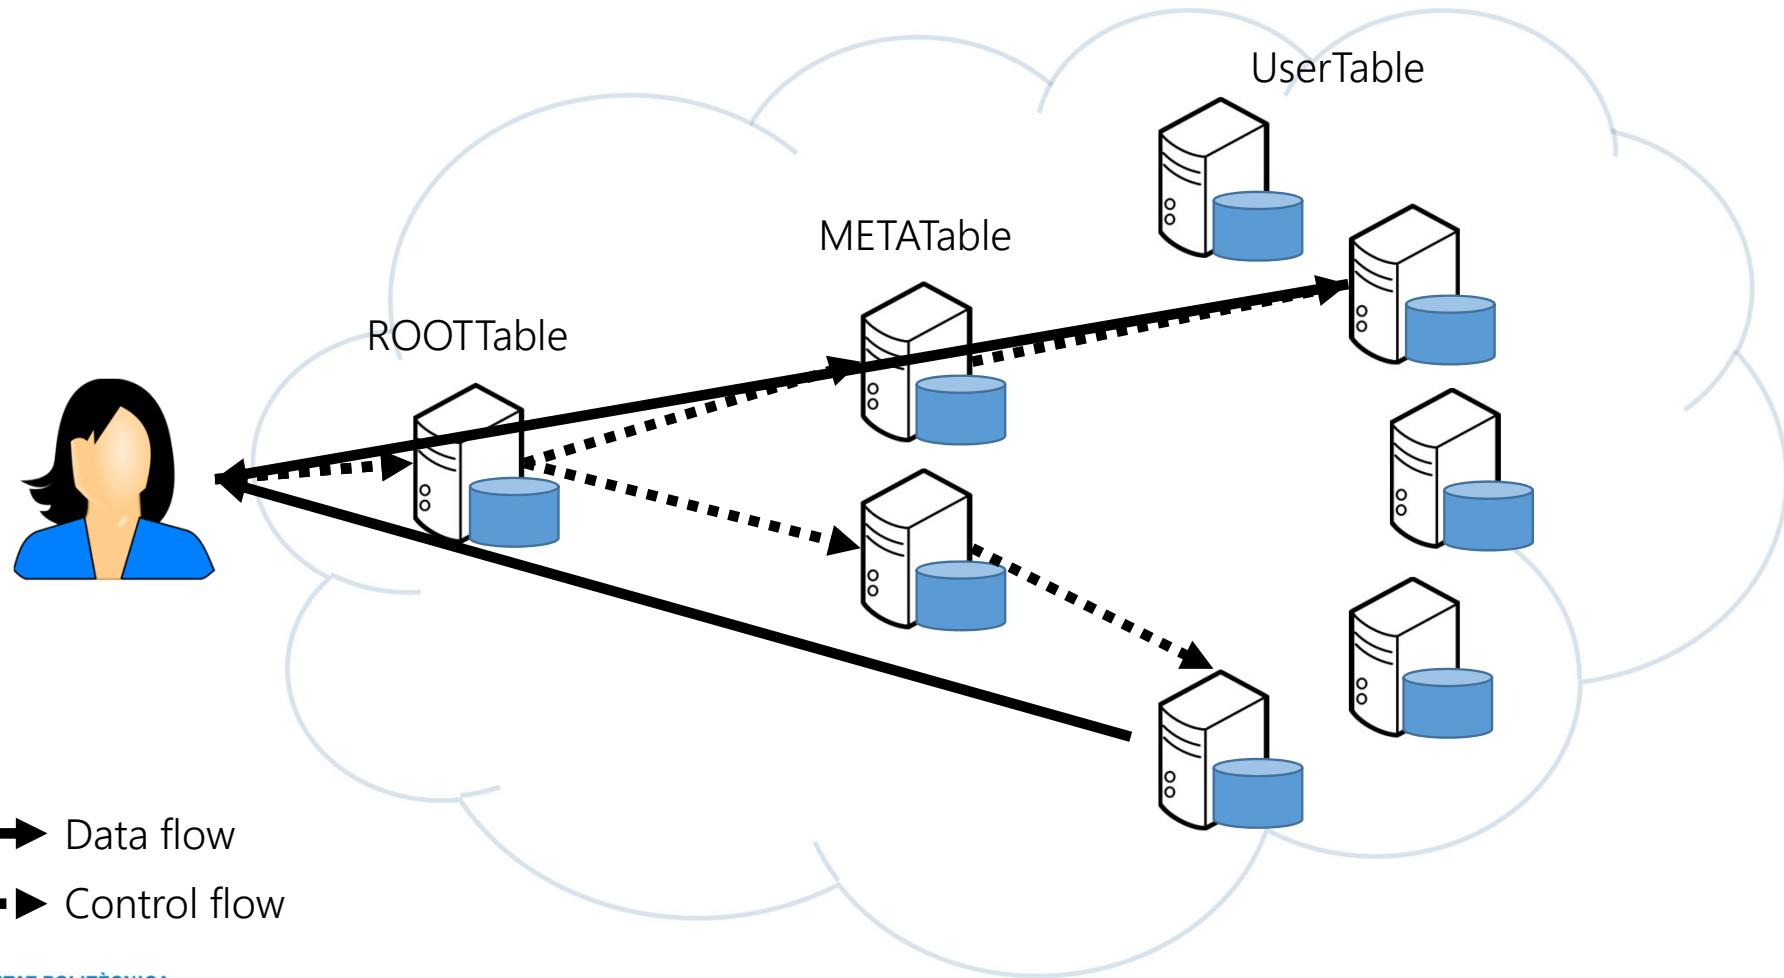 UserTable
METATable
ROOTTable
Data flow
Control flow